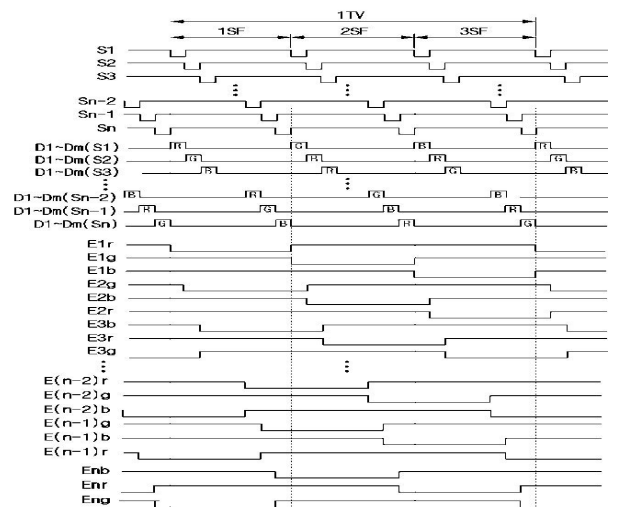 1TV
1SF 2SF 3SF
S1
S2
S3
Sn-2
Sn-1
Sn
D1~Dm(S1) R G B R
D1~Dm(S2) G R R G
D1~Dm(S3) B R G B
D1~Dm(Sn-2) B R G B
D1~Dm(Sn-1) R G B R
D1~Dm(Sn) G B R G
E1r
E1g
E1b
E2g
E2b
E2r
E3b
E3r
E3g
E(n-2)r
E(n-2)g
E(n-2)b
E(n-1)g
E(n-1)b
E(n-1)r
Enb
Enr
Eng